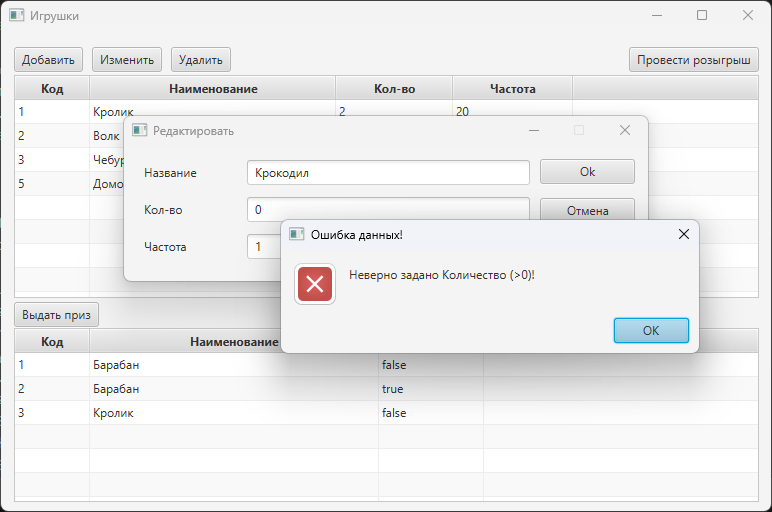 Игрушки
Добавить Изменить Удалить Провести розыгрыш
Код Наименование Кол-во Частота
1 Кролик 2 20
2 Волк
3 Чебур
5 Домо
Редактировать
Название Крокодил Ok
Кол-во 0 Отмена
Частота 1
Ошибка данных!
Неверно задано Количество (>0)!
OK
Выдать приз
Код Наименование
1 Барабан false
2 Барабан true
3 Кролик false